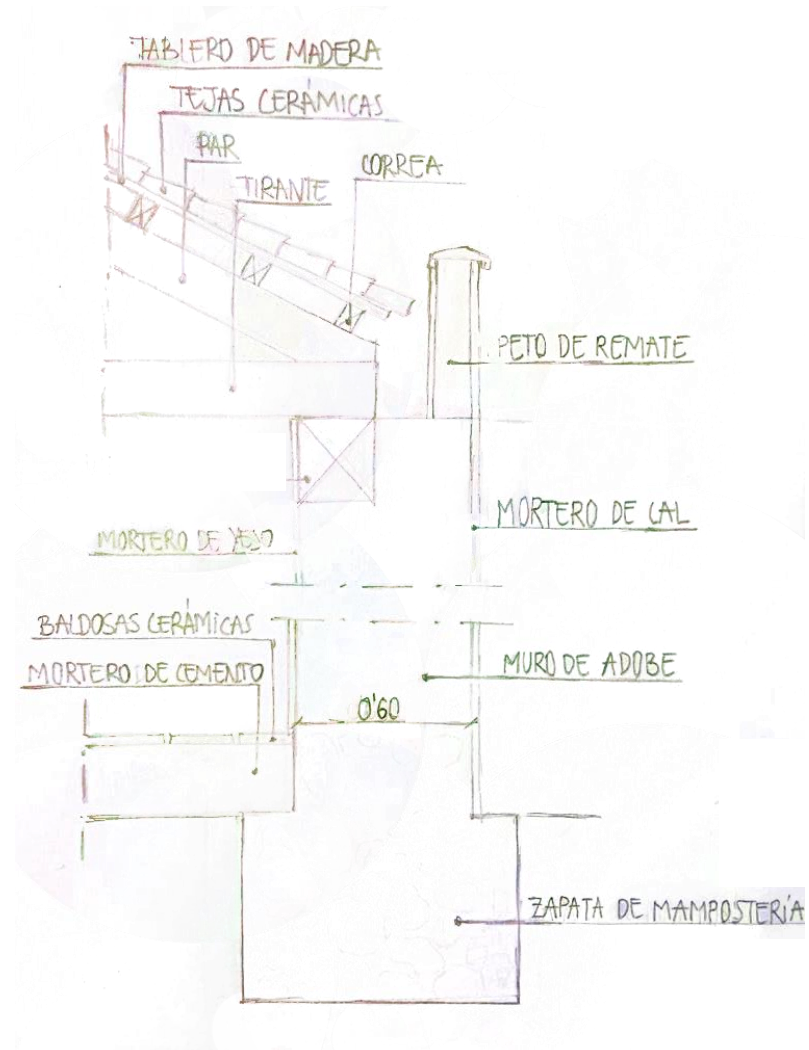 TABLERO DE MADERA
TEJAS CERÁMICAS
PAR
CORREA
TIRANTE
PETO DE REMATE
MORTERO DE CAL
MORTERO DE YESO
BALDOSAS CERÁMICAS
MURO DE ADOBE
MORTERO DE CEMENTO
0'60
ZAPATA DE MAMPOSTERÍA